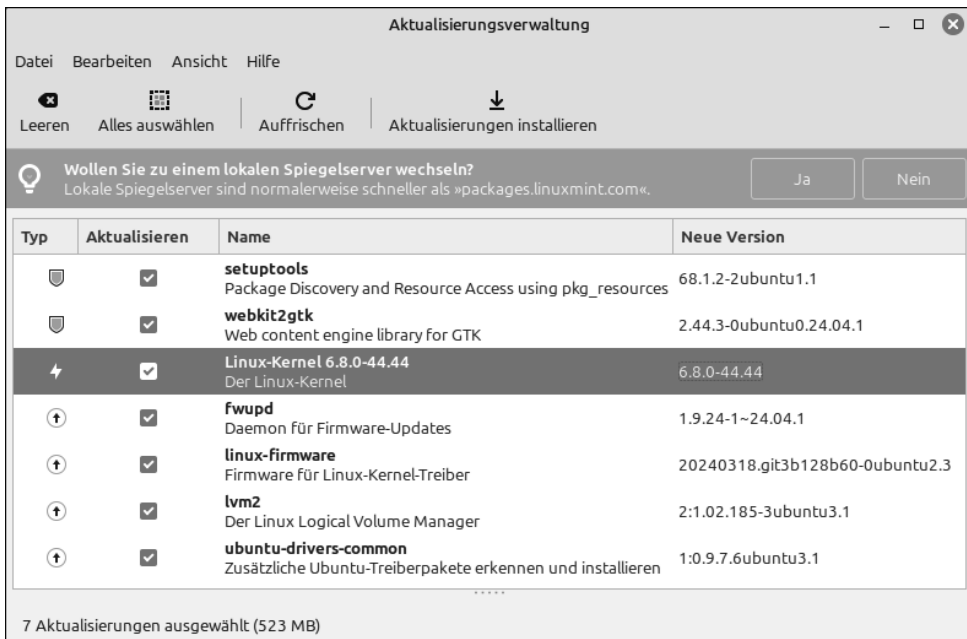 Aktualisierungsverwaltung
Datei Bearbeiten Ansicht Hilfe
Leeren Alles auswählen Auffrischen Aktualisierungen installieren
Wollen Sie zu einem lokalen Spiegelserver wechseln?
Lokale Spiegelserver sind normalerweise schneller als »packages.linuxmint.com«.
Ja Nein
Typ Aktualisieren Name Neue Version
setuptools
Package Discovery and Resource Access using pkg_resources
68.1.2-2ubuntu1.1
webkit2gtk
Web content engine library for GTK
2.44.3-0ubuntu0.24.04.1
Linux-Kernel 6.8.0-44.44
Der Linux-Kernel
6.8.0-44.44
fwupd
Daemon für Firmware-Updates
1.9.24-1~24.04.1
linux-firmware
Firmware für Linux-Kernel-Treiber
20240318.git3b128b60-0ubuntu2.3
lvm2
Der Linux Logical Volume Manager
2:1.02.185-3ubuntu3.1
ubuntu-drivers-common
Zusätzliche Ubuntu-Treiberpakete erkennen und installieren
1:0.9.7.6ubuntu3.1
7 Aktualisierungen ausgewählt (523 MB)